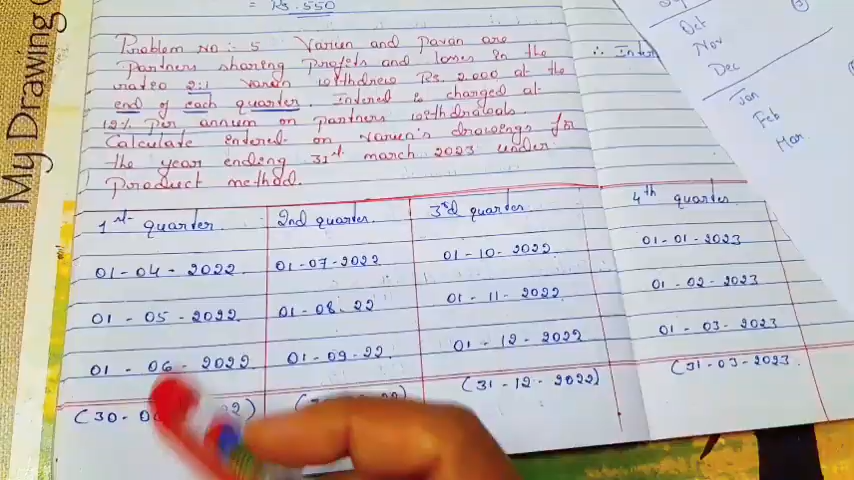 = Rs. 550
Problem No : 5 Varun and Pavan are
Partners sharing Profits and losses in the
ratio 2:1 Varun withdrew Rs. 2000 at the
end of each quarter. Interest is charged at
12% Per annum on partners withdrawals.
Calculate interest on Varun's drawings for
the year ending 31st march 2023 under
Product method.
∴ Inter
1st quarter 2nd quarter. 3rd quarter 4th quarter
01-04-2022 01-07-2022 01-10-2022 01-01-2023
01-05-2022 01-08-22 01-11-2022 01-02-2023
01-06-2022 01-09-22. 01-12-2022 01-03-2023
(30-0 22) (31-12-2022) (31-03-2023)
Oct
Nov
Dec
Jan
Feb
Mar
3
My Drawing